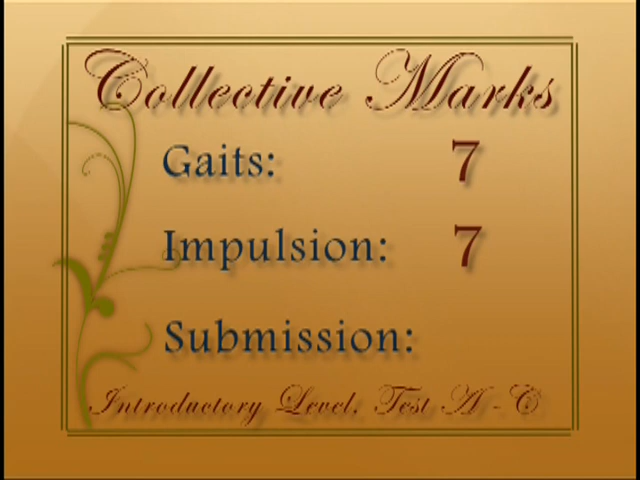 Collective Marks
Gaits: 7
Impulsion: 7
Submission:
Introductory Level, Test A - C